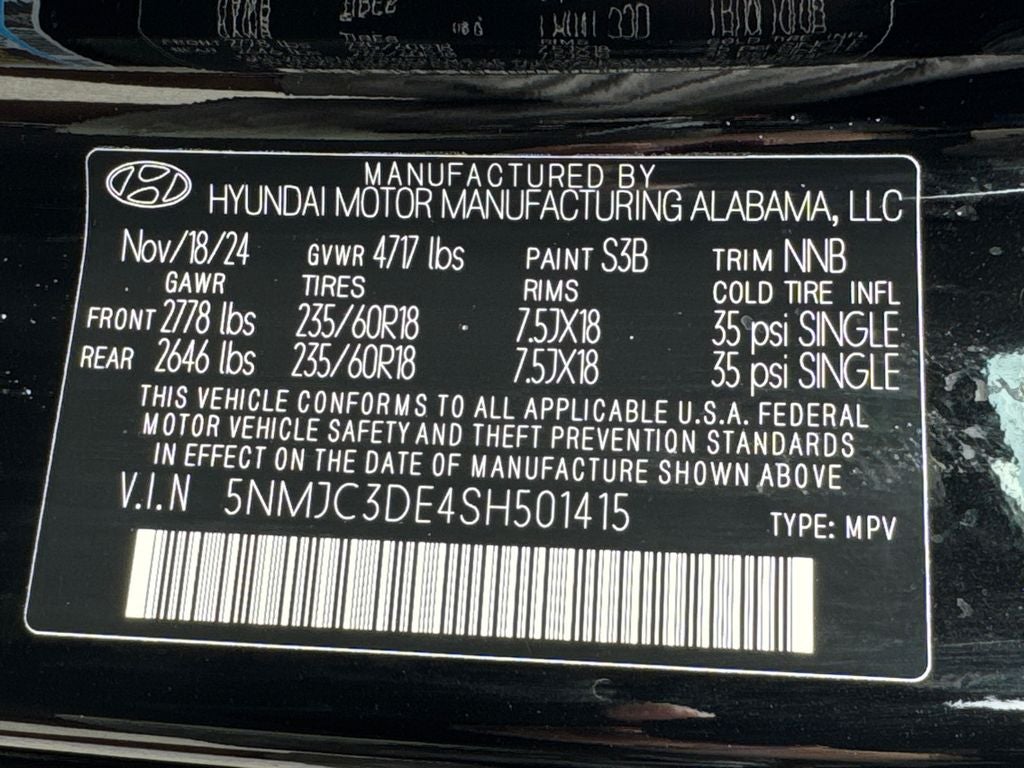 MANUFACTURED BY
HYUNDAI MOTOR MANUFACTURING ALABAMA, LLC
Nov/18/24 GVWR 4717 lbs PAINT S3B TRIM NNB
GAWR TIRES RIMS COLD TIRE INFL
FRONT 2778 lbs 235/60R18 7.5JX18 35 psi SINGLE
REAR 2646 lbs 235/60R18 7.5JX18 35 psi SINGLE
THIS VEHICLE CONFORMS TO ALL APPLICABLE U.S.A. FEDERAL
MOTOR VEHICLE SAFETY AND THEFT PREVENTION STANDARDS
IN EFFECT ON THE DATE OF MANUFACTURE SHOWN ABOVE
V.I.N 5NMJC3DE4SH501415 TYPE: MPV